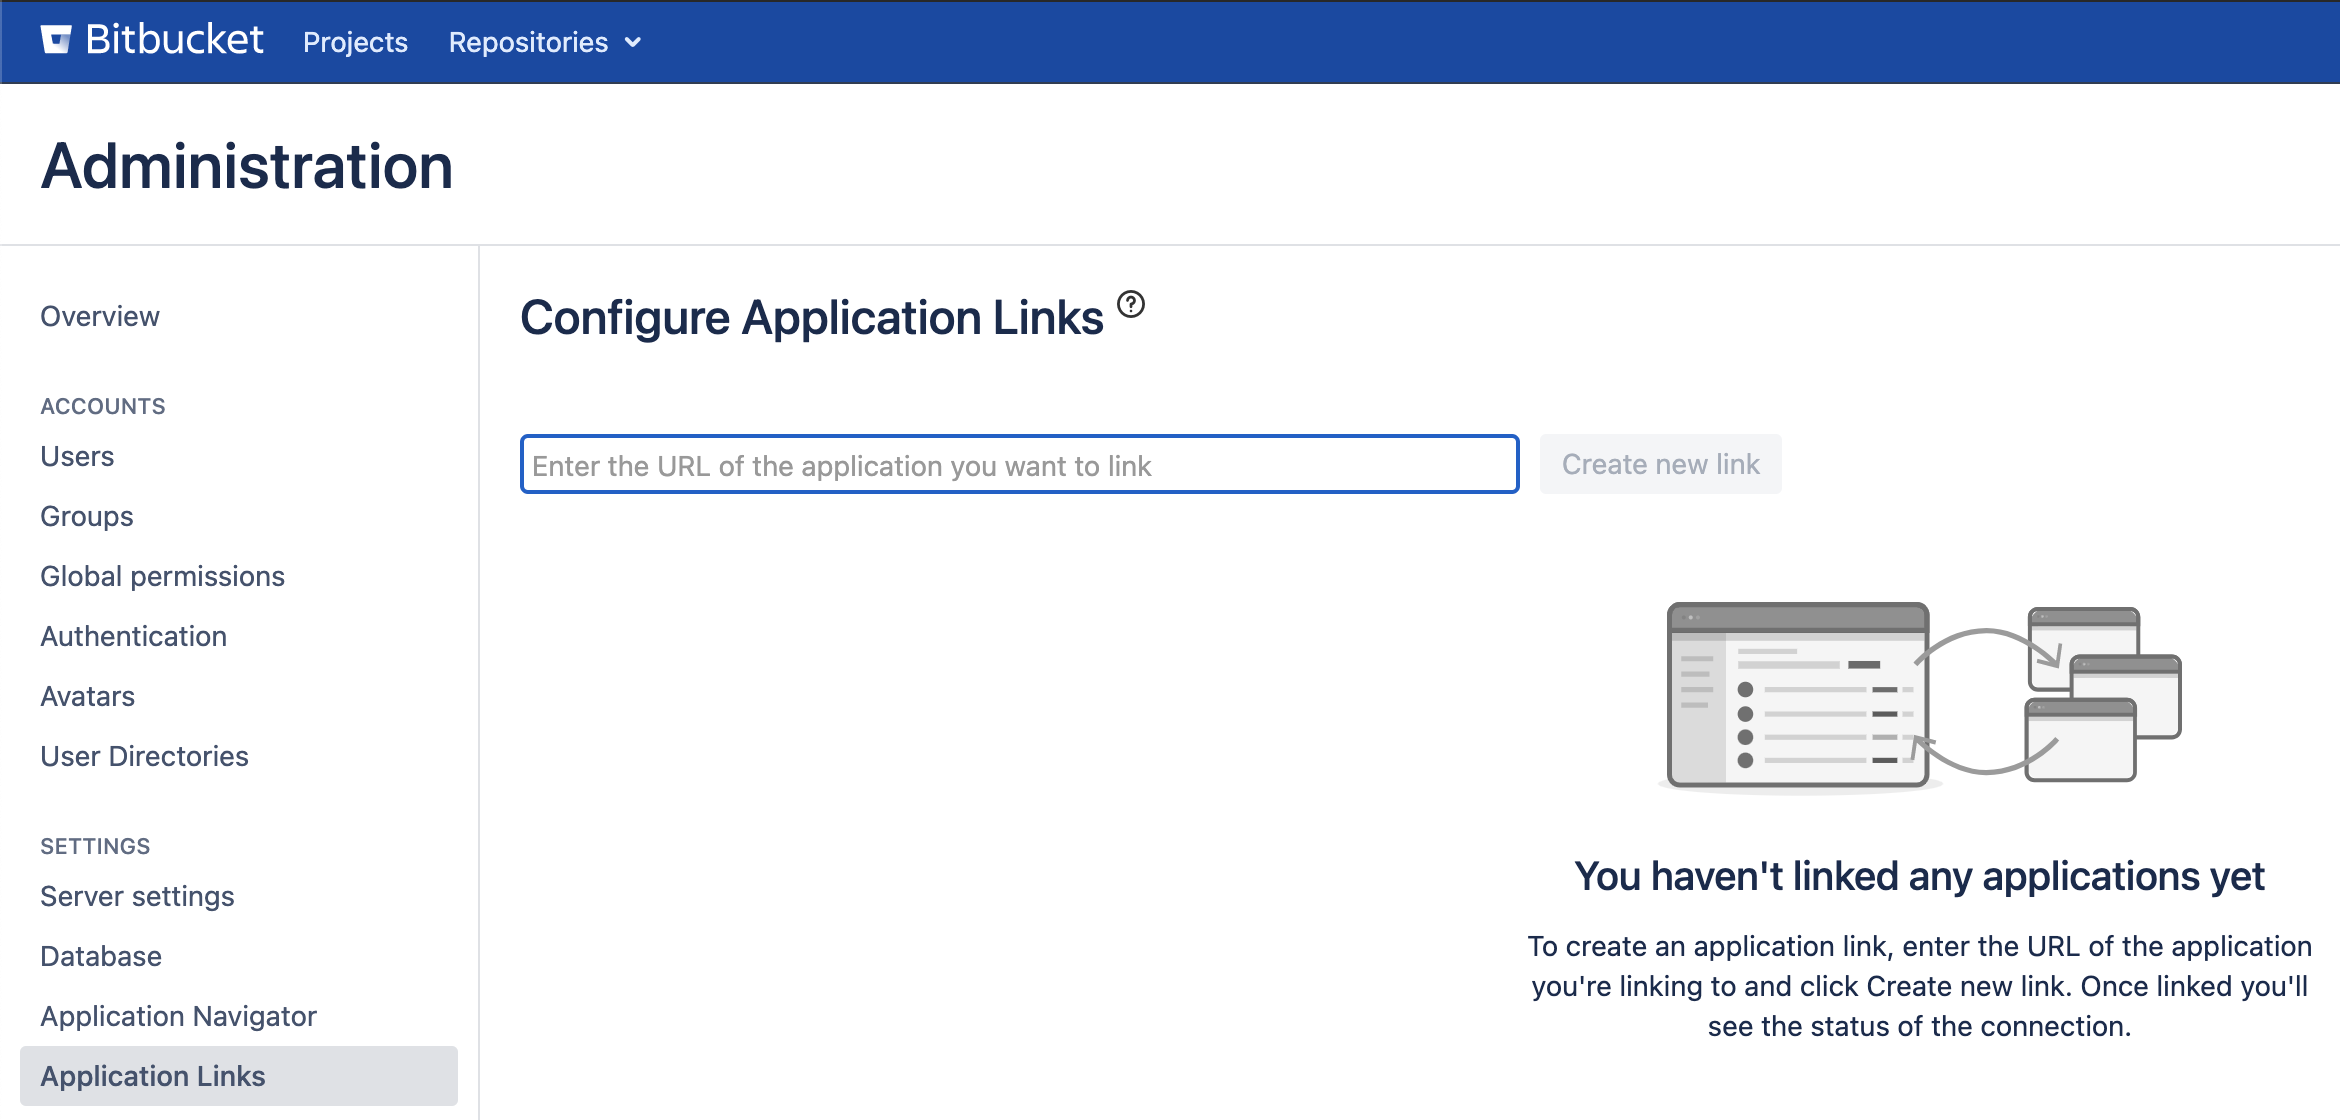 Bitbucket Projects Repositories
Administration
Overview
ACCOUNTS
Users
Groups
Global permissions
Authentication
Avatars
User Directories
SETTINGS
Server settings
Database
Application Navigator
Application Links
Configure Application Links ?
Enter the URL of the application you want to link
Create new link
You haven't linked any applications yet
To create an application link, enter the URL of the application
you're linking to and click Create new link. Once linked you'll
see the status of the connection.